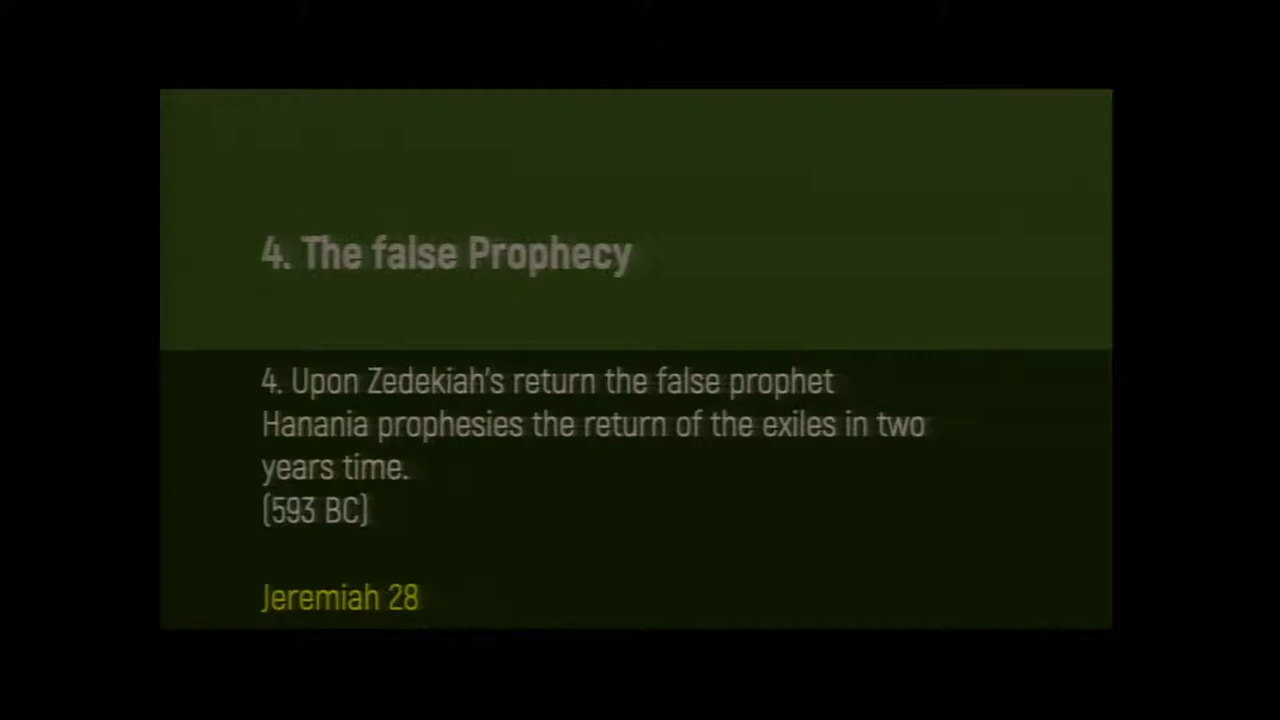 4. The false Prophecy
4. Upon Zedekiah's return the false prophet
Hanania prophesies the return of the exiles in two
years time.
(593 BC)
Jeremiah 28